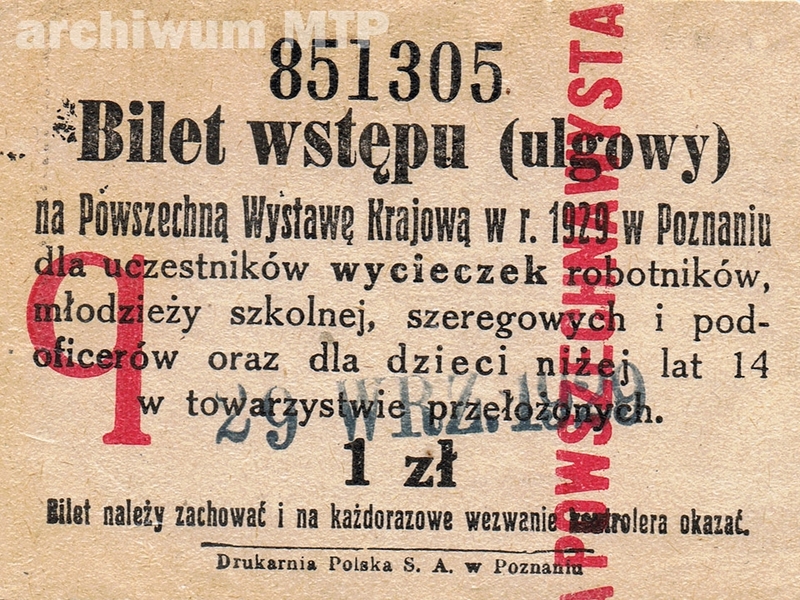 archiwum MTP
851305
Bilet wstępu (ulgowy)
na Powszechną Wystawę Krajową w r. 1929 w Poznaniu
dla uczestników wycieczek robotników,
młodzieży szkolnej, szeregowych i pod-
oficerów oraz dla dzieci niżej lat 14
w towarzystwie przełożonych.
29 WRZ. 1929
1 zł
Bilet należy zachować i na każdorazowe wezwanie kontrolera okazać.
Drukarnia Polska S. A. w Poznaniu
q
A POWSZECHNA WYSTA